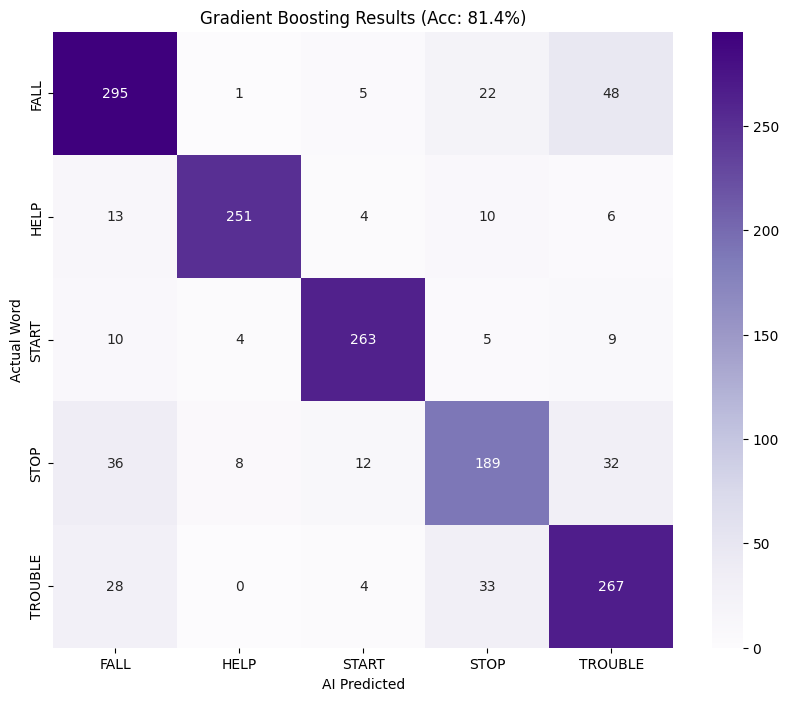 Gradient Boosting Results (Acc: 81.4%)
Actual Word
FALL 295 1 5 22 48
HELP 13 251 4 10 6
START 10 4 263 5 9
STOP 36 8 12 189 32
TROUBLE 28 0 4 33 267
FALL HELP START STOP TROUBLE
AI Predicted
250
200
150
100
50
0